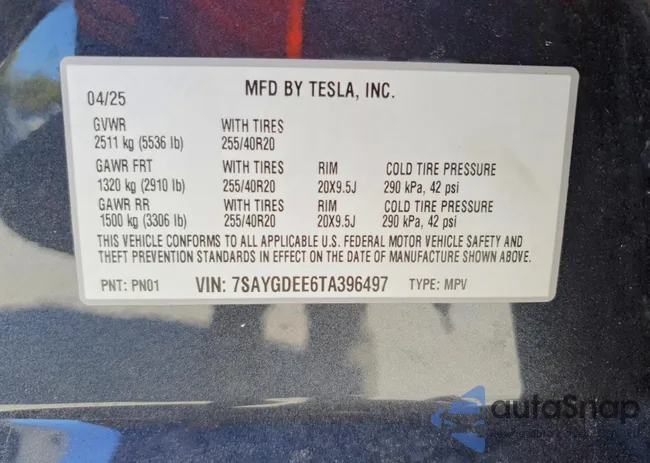 MFD BY TESLA, INC.
04/25
GVWR WITH TIRES
2511 kg (5536 lb) 255/40R20
GAWR FRT WITH TIRES RIM COLD TIRE PRESSURE
1320 kg (2910 lb) 255/40R20 20X9.5J 290 kPa, 42 psi
GAWR RR WITH TIRES RIM COLD TIRE PRESSURE
1500 kg (3306 lb) 255/40R20 20X9.5J 290 kPa, 42 psi
THIS VEHICLE CONFORMS TO ALL APPLICABLE U.S. FEDERAL MOTOR VEHICLE SAFETY AND
THEFT PREVENTION STANDARDS IN EFFECT ON THE DATE OF MANUFACTURE SHOWN ABOVE.
PNT: PN01 VIN: 7SAYGDEE6TA396497 TYPE: MPV
autoSnap